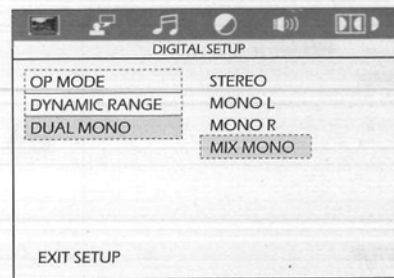 DIGITAL SETUP
OP MODE
DYNAMIC RANGE
DUAL MONO
STEREO
MONO L
MONO R
MIX MONO
EXIT SETUP